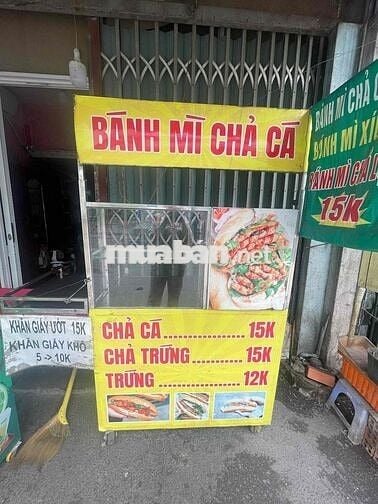 BÁNH MÌ CHẢ CÁ
BÁNH MÌ CHẢ
BÁNH MÌ XÍ
BÁNH MÌ CÁ
15K
muaban.net
CHẢ CÁ.................15K
CHẢ TRỨNG............15K
TRỨNG..................12K
KHĂN GIẤY ƯỚT 15K
KHĂN GIẤY KHÔ
5 -> 10K